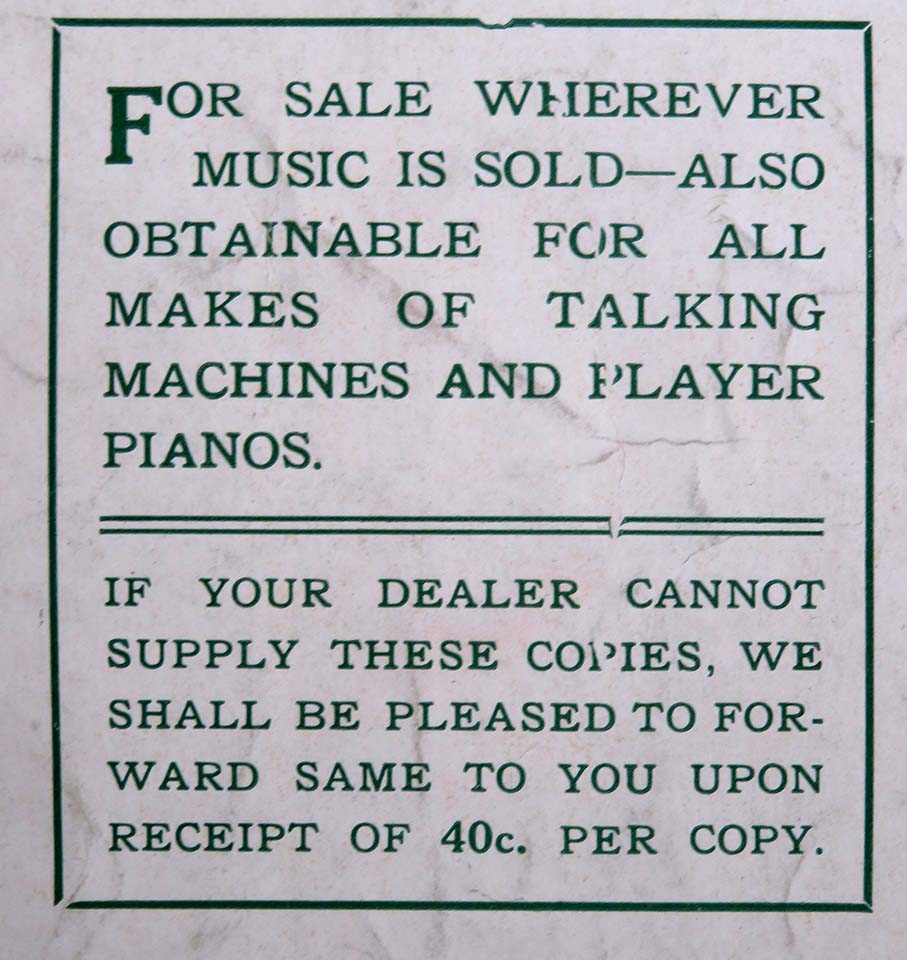 FOR SALE WHEREVER
MUSIC IS SOLD—ALSO
OBTAINABLE FOR ALL
MAKES OF TALKING
MACHINES AND PLAYER
PIANOS.
IF YOUR DEALER CANNOT
SUPPLY THESE COPIES, WE
SHALL BE PLEASED TO FOR-
WARD SAME TO YOU UPON
RECEIPT OF 40c. PER COPY.